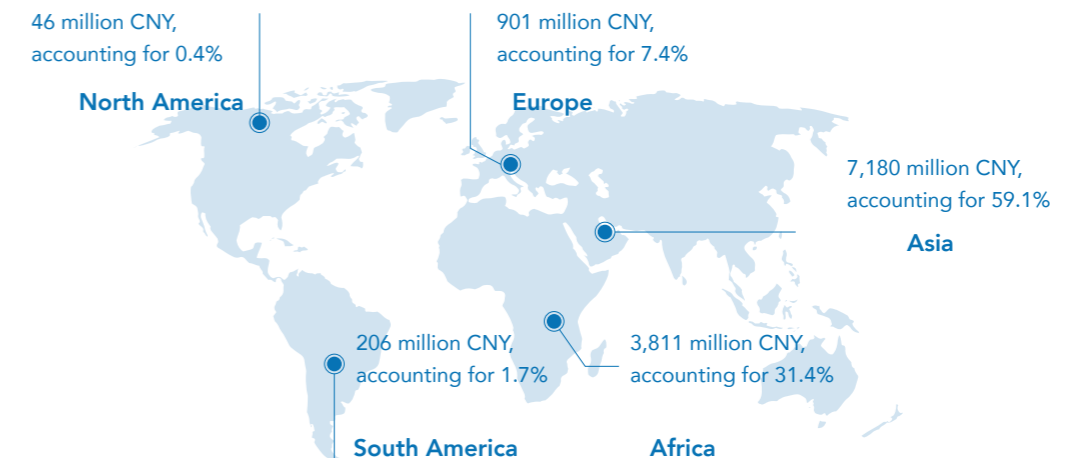 46 million CNY,
accounting for 0.4%
North America
901 million CNY,
accounting for 7.4%
Europe
7,180 million CNY,
accounting for 59.1%
Asia
206 million CNY,
accounting for 1.7%
South America
3,811 million CNY,
accounting for 31.4%
Africa